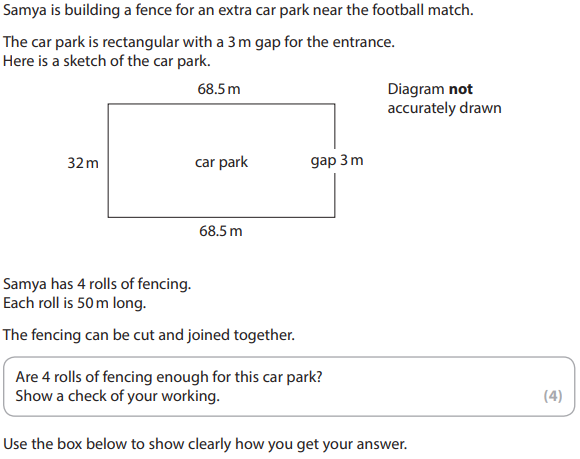 Samya is building a fence for an extra car park near the football match.
The car park is rectangular with a 3 m gap for the entrance.
Here is a sketch of the car park.
68.5 m
Diagram not
accurately drawn
32 m
car park
gap 3 m
68.5 m
Samya has 4 rolls of fencing.
Each roll is 50 m long.
The fencing can be cut and joined together.
Are 4 rolls of fencing enough for this car park?
Show a check of your working.
(4)
Use the box below to show clearly how you get your answer.